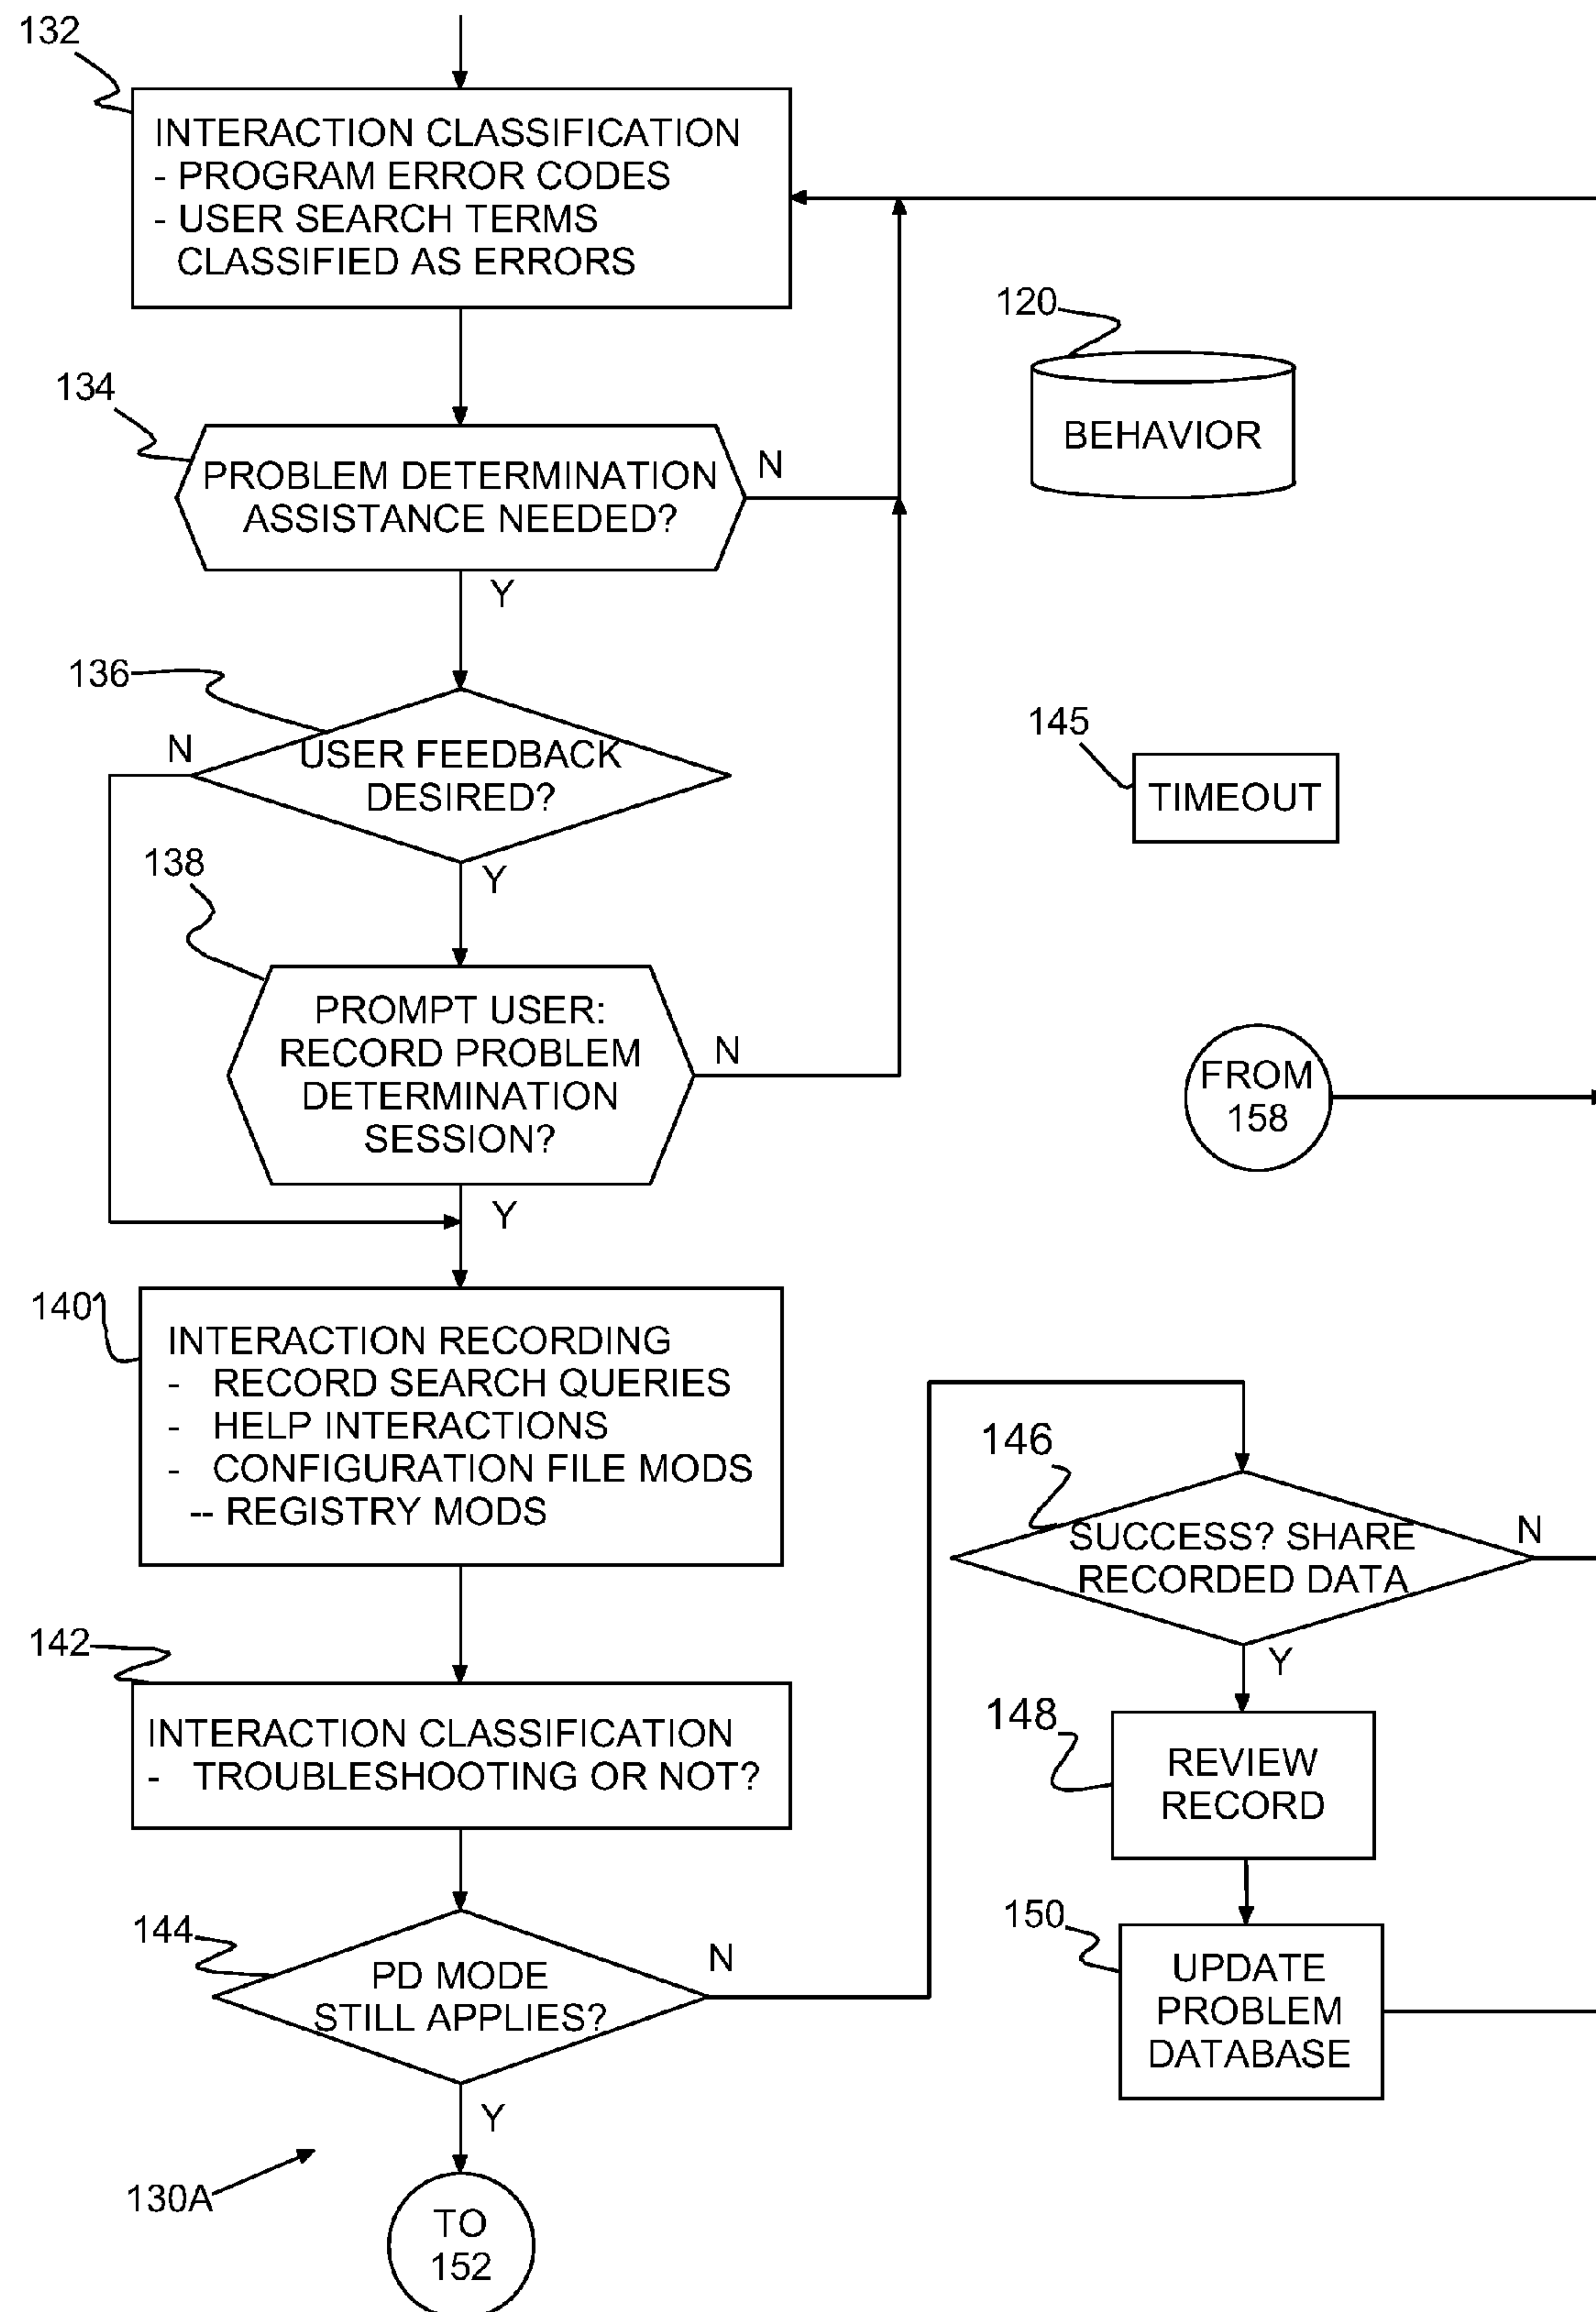 132
INTERACTION CLASSIFICATION
- PROGRAM ERROR CODES
- USER SEARCH TERMS
CLASSIFIED AS ERRORS
120
BEHAVIOR
134
PROBLEM DETERMINATION
ASSISTANCE NEEDED?
N
Y
136
N
USER FEEDBACK
DESIRED?
Y
145
TIMEOUT
138
PROMPT USER:
RECORD PROBLEM
DETERMINATION
SESSION?
N
Y
FROM
158
140
INTERACTION RECORDING
- RECORD SEARCH QUERIES
- HELP INTERACTIONS
- CONFIGURATION FILE MODS
-- REGISTRY MODS
142
INTERACTION CLASSIFICATION
- TROUBLESHOOTING OR NOT?
144
PD MODE
STILL APPLIES?
N
Y
146
SUCCESS? SHARE
RECORDED DATA
N
Y
148
REVIEW
RECORD
150
UPDATE
PROBLEM
DATABASE
130A
TO
152